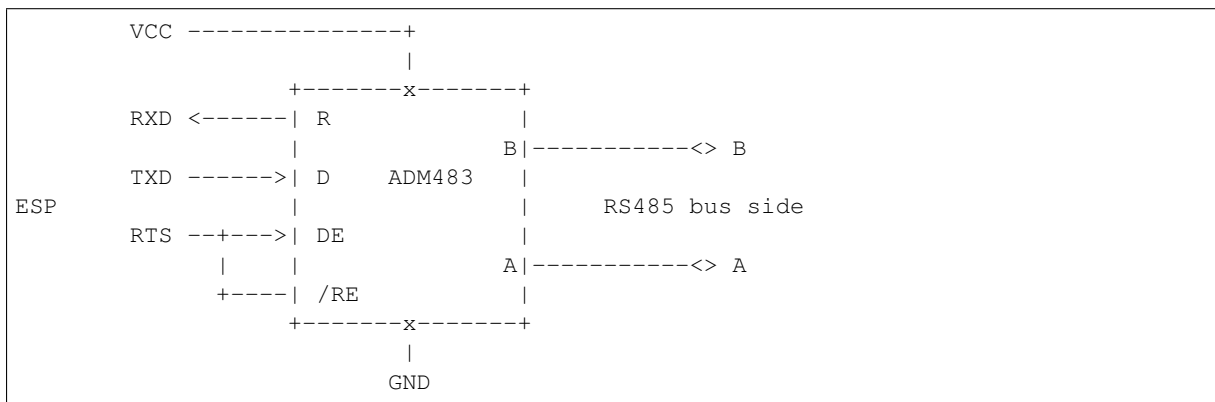 VCC ---------------+
|
+-------x-------+
RXD <------| R |
| B|-----------<> B
TXD ------>| D ADM483 |
ESP | | RS485 bus side
RTS --+--->| DE |
| | A|-----------<> A
+----| /RE |
+-------x-------+
|
GND